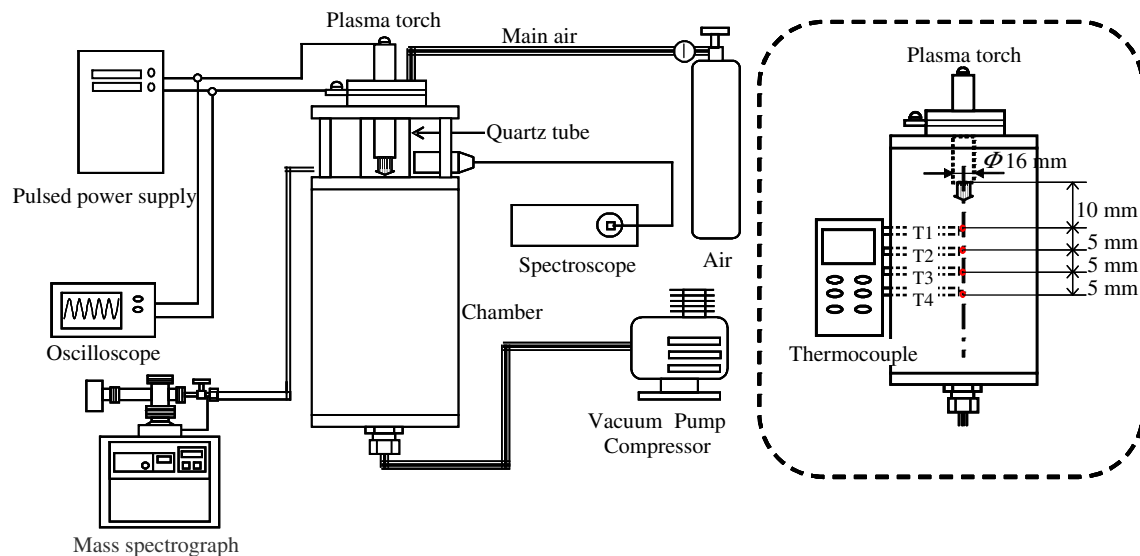 Plasma torch
Main air
Quartz tube
Pulsed power supply
Spectroscope
Air
Oscilloscope
Chamber
Vacuum Pump
Compressor
Mass spectrograph
Plasma torch
Φ16 mm
10 mm
T1
5 mm
T2
5 mm
T3
5 mm
T4
Thermocouple